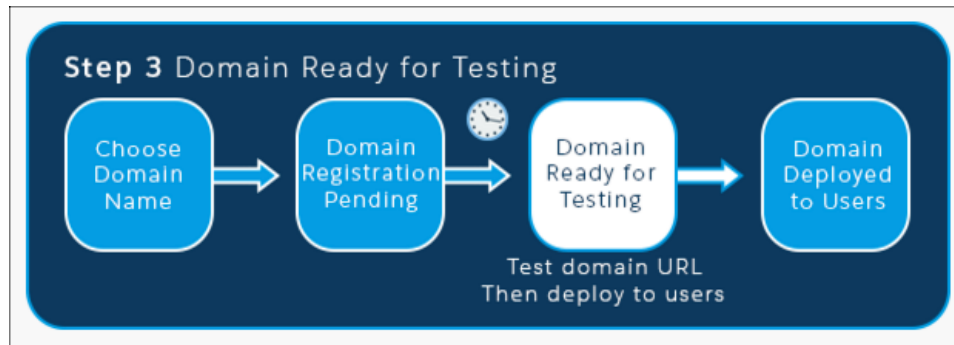 Step 3 Domain Ready for Testing
Choose
Domain
Name
Domain
Registration
Pending
Domain
Ready for
Testing
Domain
Deployed
to Users
Test domain URL
Then deploy to users